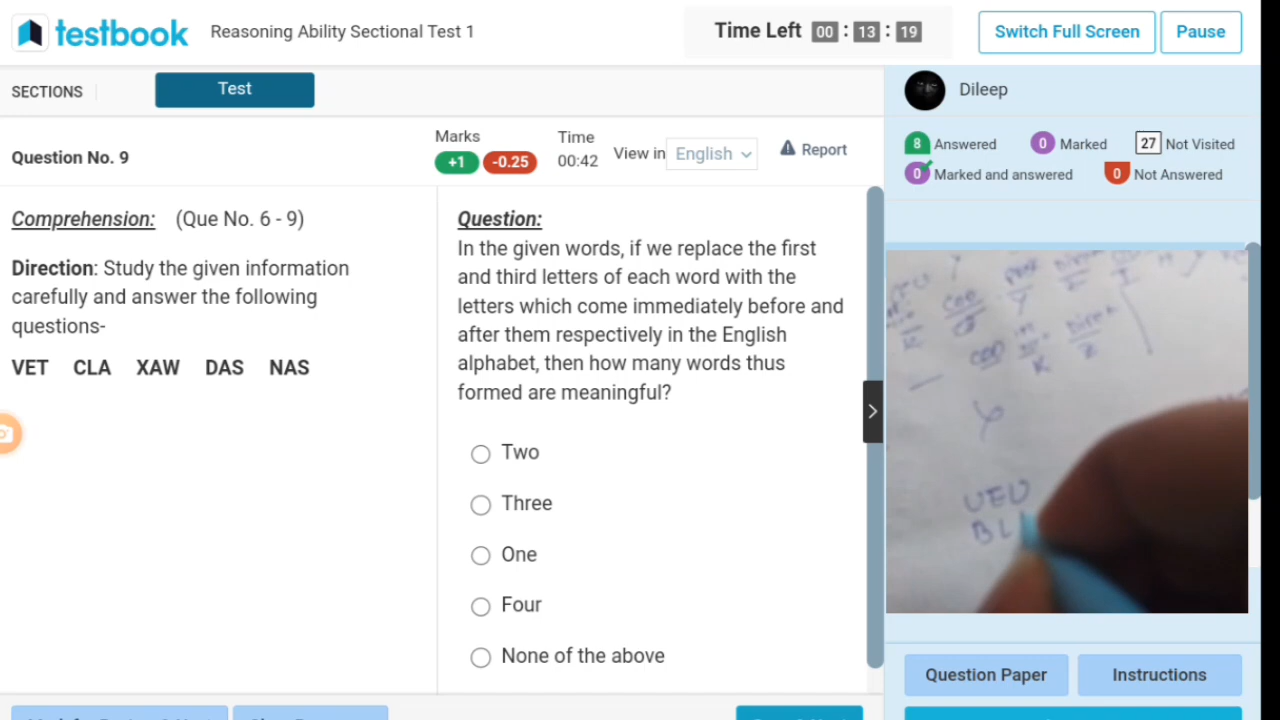 testbook Reasoning Ability Sectional Test 1
Time Left 00 : 13 : 19
Switch Full Screen
Pause
SECTIONS
Test
Dileep
8 Answered
0 Marked
27 Not Visited
0 Marked and answered
0 Not Answered
Question No. 9
Marks
+1 -0.25
Time
00:42
View in English
Report
Comprehension: (Que No. 6 - 9)
Direction: Study the given information
carefully and answer the following
questions-
VET CLA XAW DAS NAS
Question:
In the given words, if we replace the first
and third letters of each word with the
letters which come immediately before and
after them respectively in the English
alphabet, then how many words thus
formed are meaningful?
Two
Three
One
Four
None of the above
UEU
BL
Question Paper
Instructions